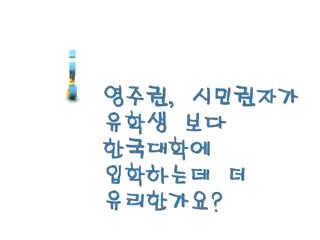 영주권, 시민권자가
유학생 보다
한국대학에
입학하는데 더
유리한가요?